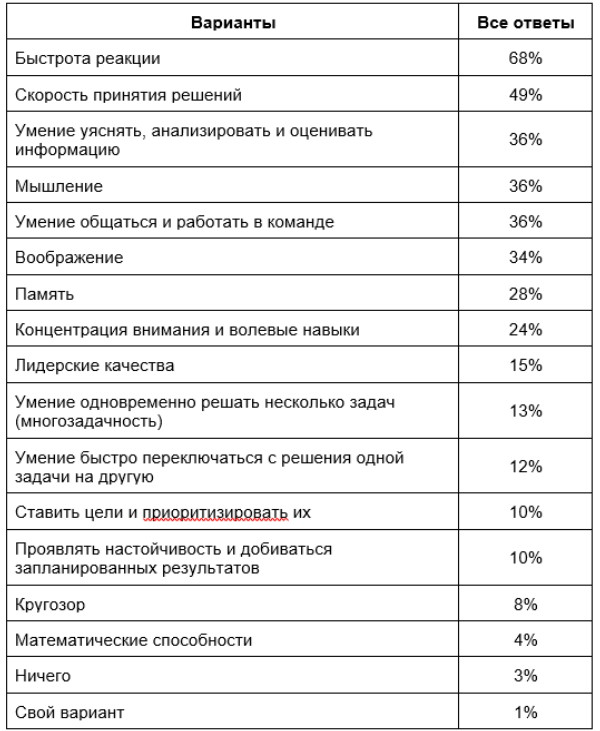 Варианты Все ответы
Быстрота реакции 68%
Скорость принятия решений 49%
Умение уяснять, анализировать и оценивать
информацию 36%
Мышление 36%
Умение общаться и работать в команде 36%
Воображение 34%
Память 28%
Концентрация внимания и волевые навыки 24%
Лидерские качества 15%
Умение одновременно решать несколько задач
(многозадачность) 13%
Умение быстро переключаться с решения одной
задачи на другую 12%
Ставить цели и приоритизировать их 10%
Проявлять настойчивость и добиваться
запланированных результатов 10%
Кругозор 8%
Математические способности 4%
Ничего 3%
Свой вариант 1%